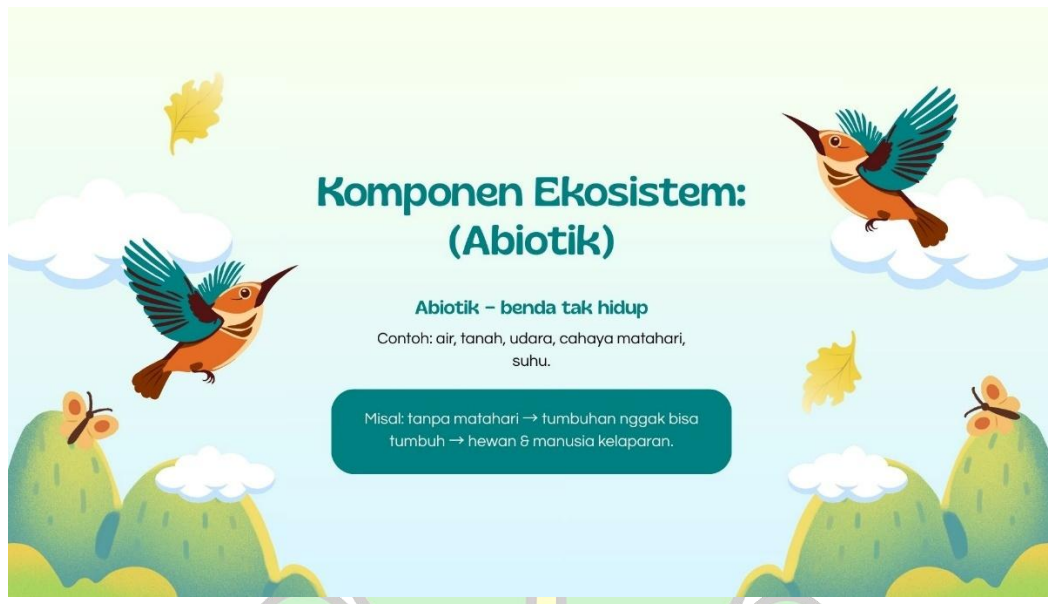 Komponen Ekosistem:
(Abiotik)
Abiotik – benda tak hidup
Contoh: air, tanah, udara, cahaya matahari,
suhu.
Misal: tanpa matahari → tumbuhan nggak bisa
tumbuh → hewan & manusia kelaparan.